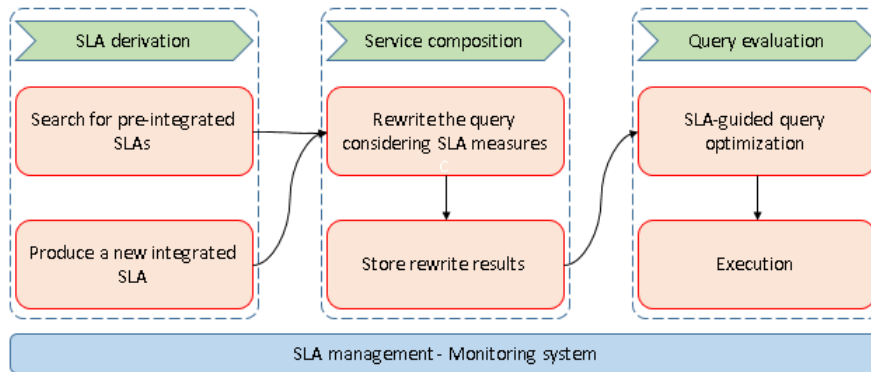 SLA derivation
Service composition
Query evaluation
Search for pre-integrated
SLAs
Rewrite the query
considering SLA measures
C
SLA-guided query
optimization
Produce a new integrated
SLA
Store rewrite results
Execution
SLA management - Monitoring system